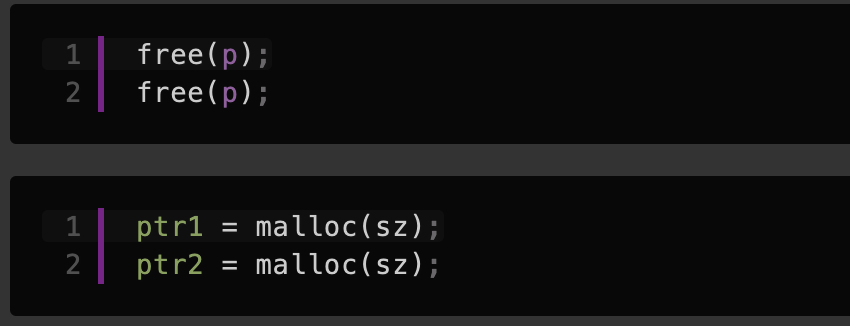 1 free(p);
2 free(p);
1 ptr1 = malloc(sz);
2 ptr2 = malloc(sz);